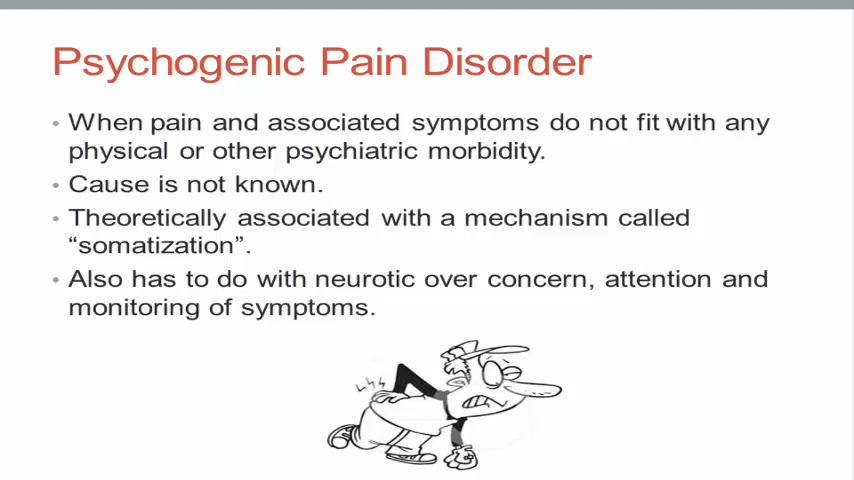 Psychogenic Pain Disorder
• When pain and associated symptoms do not fit with any
physical or other psychiatric morbidity.
• Cause is not known.
• Theoretically associated with a mechanism called
“somatization”.
• Also has to do with neurotic over concern, attention and
monitoring of symptoms.